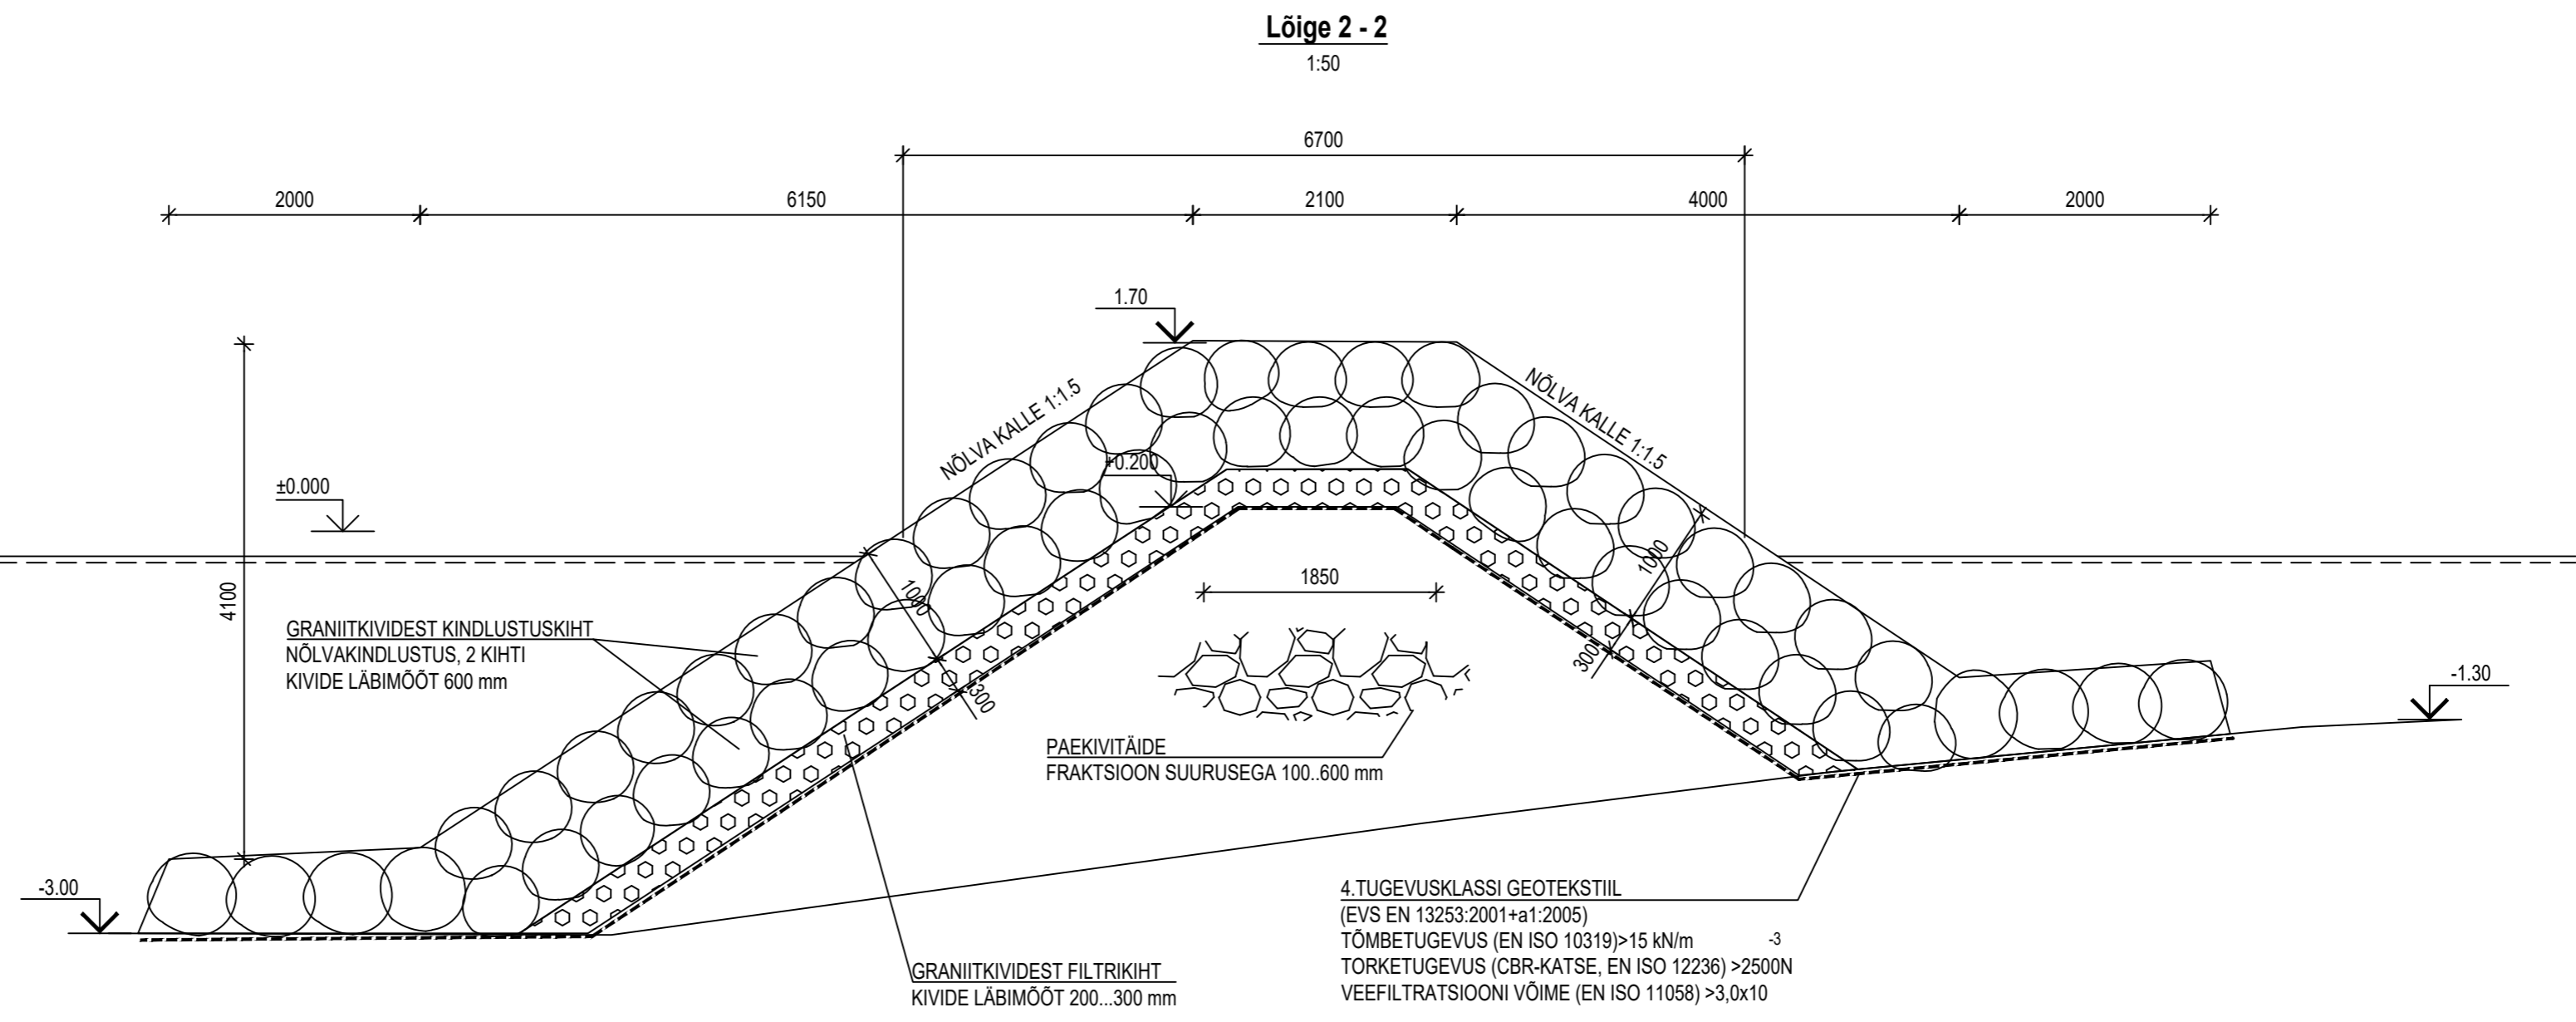 Lõige 2 - 2
1:50
6700
2000
6150
2100
4000
2000
1.70
NÕLVA KALLE 1:1.5
NÕLVA KALLE 1:1.5
+0.200
±0.000
4100
1000
300
1850
1000
300
GRANIITKIVIDEST KINDLUSTUSKIHT
NÕLVAKINDLUSTUS, 2 KIHTI
KIVIDE LÄBIMÕÕT 600 mm
-1.30
PAEKIVITÄIDE
FRAKTSIOON SUURUSEGA 100..600 mm
-3.00
4.TUGEVUSKLASSI GEOTEKSTIIL
(EVS EN 13253:2001+a1:2005)
TÕMBETUGEVUS (EN ISO 10319)>15 kN/m
-3
TORKETUGEVUS (CBR-KATSE, EN ISO 12236) >2500N
VEEFILTRATSIOONI VÕIME (EN ISO 11058) >3,0x10
GRANIITKIVIDEST FILTRIKIHT
KIVIDE LÄBIMÕÕT 200...300 mm